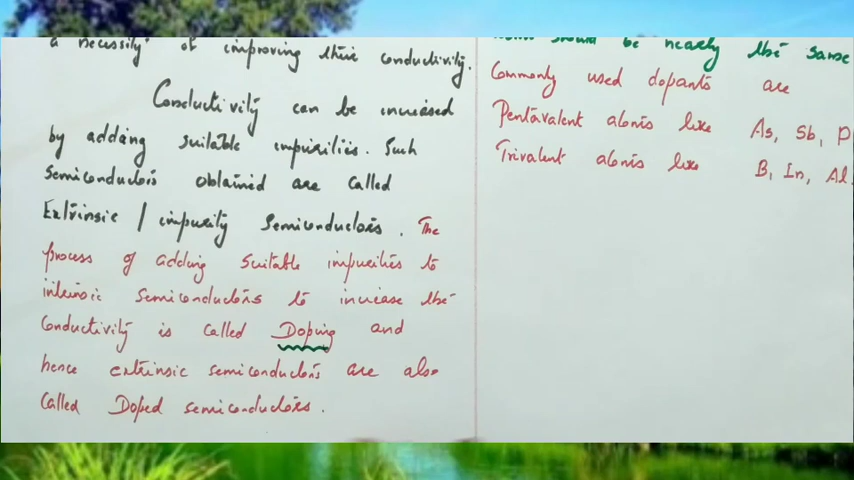 a necessity of improving their conductivity.
Conductivity can be increased
by adding suitable impurities. Such
semiconductors obtained are called
Extrinsic / impurity semiconductors. The
process of adding suitable impurities to
intrinsic semiconductors to increase the
conductivity is called Doping and
hence extrinsic semiconductors are also
called Doped semiconductors.
should be nearly the same
Commonly used dopants are
Pentavalent atoms like As, Sb, P
Trivalent atoms like B, In, Al.